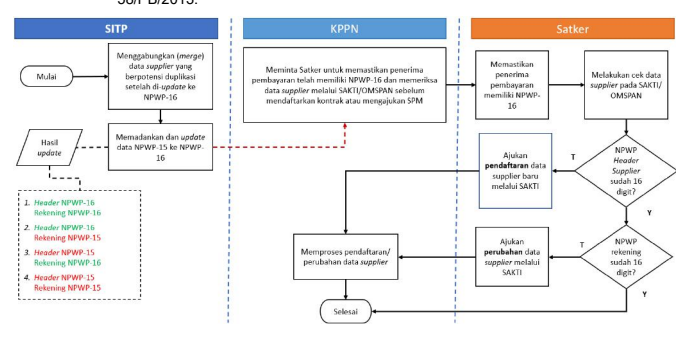 58/PB/2013.
SITP
KPPN
Satker
Mulai
Menggabungkan (merge)
data supplier yang
berpotensi duplikasi
setelah di-update ke
NPWP-16
Memadankan dan update
data NPWP-15 ke NPWP-
16
Hasil
update
1. Header NPWP-16
Rekening NPWP-16
2. Header NPWP-16
Rekening NPWP-15
3. Header NPWP-15
Rekening NPWP-16
4. Header NPWP-15
Rekening NPWP-15
Meminta Satker untuk memastikan penerima
pembayaran telah memiliki NPWP-16 dan memeriksa
data supplier melalui SAKTI/OMSPAN sebelum
mendaftarkan kontrak atau mengajukan SPM
Memastikan
penerima
pembayaran
memiliki NPWP-
16
Melakukan cek data
supplier pada SAKTI/
OMSPAN
NPWP
Header
Supplier
sudah 16
digit?
T
Y
Ajukan
pendaftaran data
supplier baru
melalui SAKTI
NPWP
rekening
sudah 16
digit?
T
Y
Ajukan
perubahan data
supplier melalui
SAKTI
Memproses pendaftaran/
perubahan data supplier
Selesai